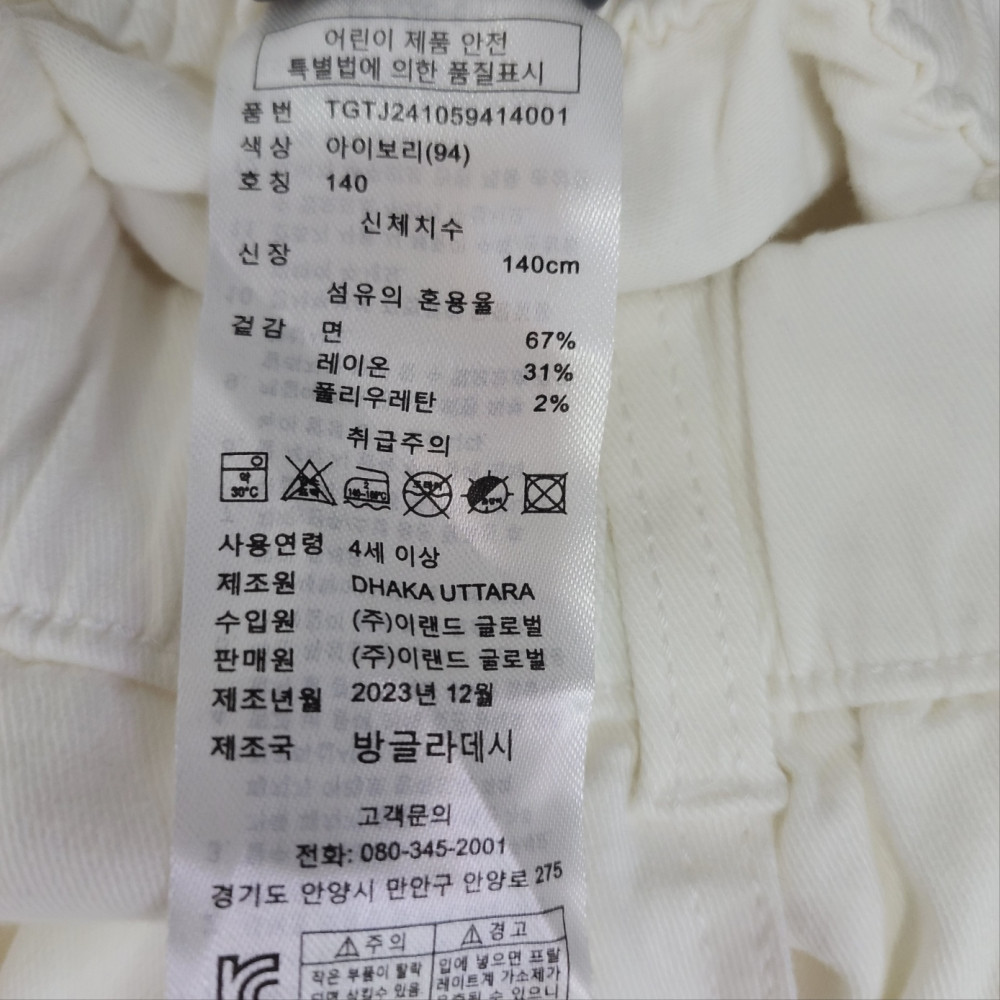 어린이 제품 안전
특별법에 의한 품질표시
품 번 TGTJ241059414001
색 상 아이보리(94)
호 칭 140
신체치수
신 장 140cm
섬유의 혼용율
겉 감 면 67%
레이온 31%
폴리우레탄 2%
취급주의
약 30°C
사용연령 4세 이상
제조원 DHAKA UTTARA
수입원 (주)이랜드 글로벌
판매원 (주)이랜드 글로벌
제조년월 2023년 12월
제조국 방글라데시
고객문의
전화: 080-345-2001
경기도 안양시 만안구 안양로 275
주 의 경 고
작은 부품이 탈락 입에 넣으면 프탈
레이트계 가소제가